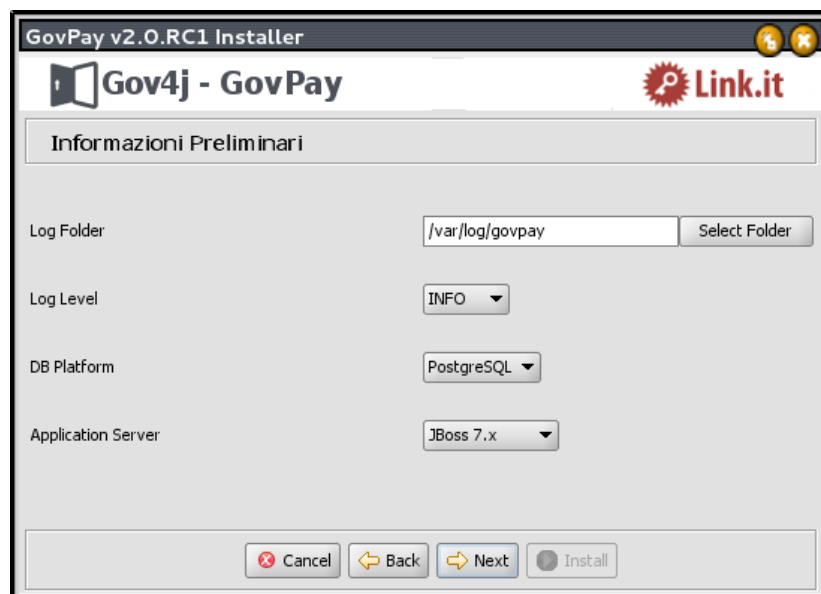 GovPay v2.0.RC1 Installer
Gov4j - GovPay
Link.it
Informazioni Preliminari
Log Folder
/var/log/govpay
Select Folder
Log Level
INFO
DB Platform
PostgreSQL
Application Server
JBoss 7.x
Cancel
Back
Next
Install